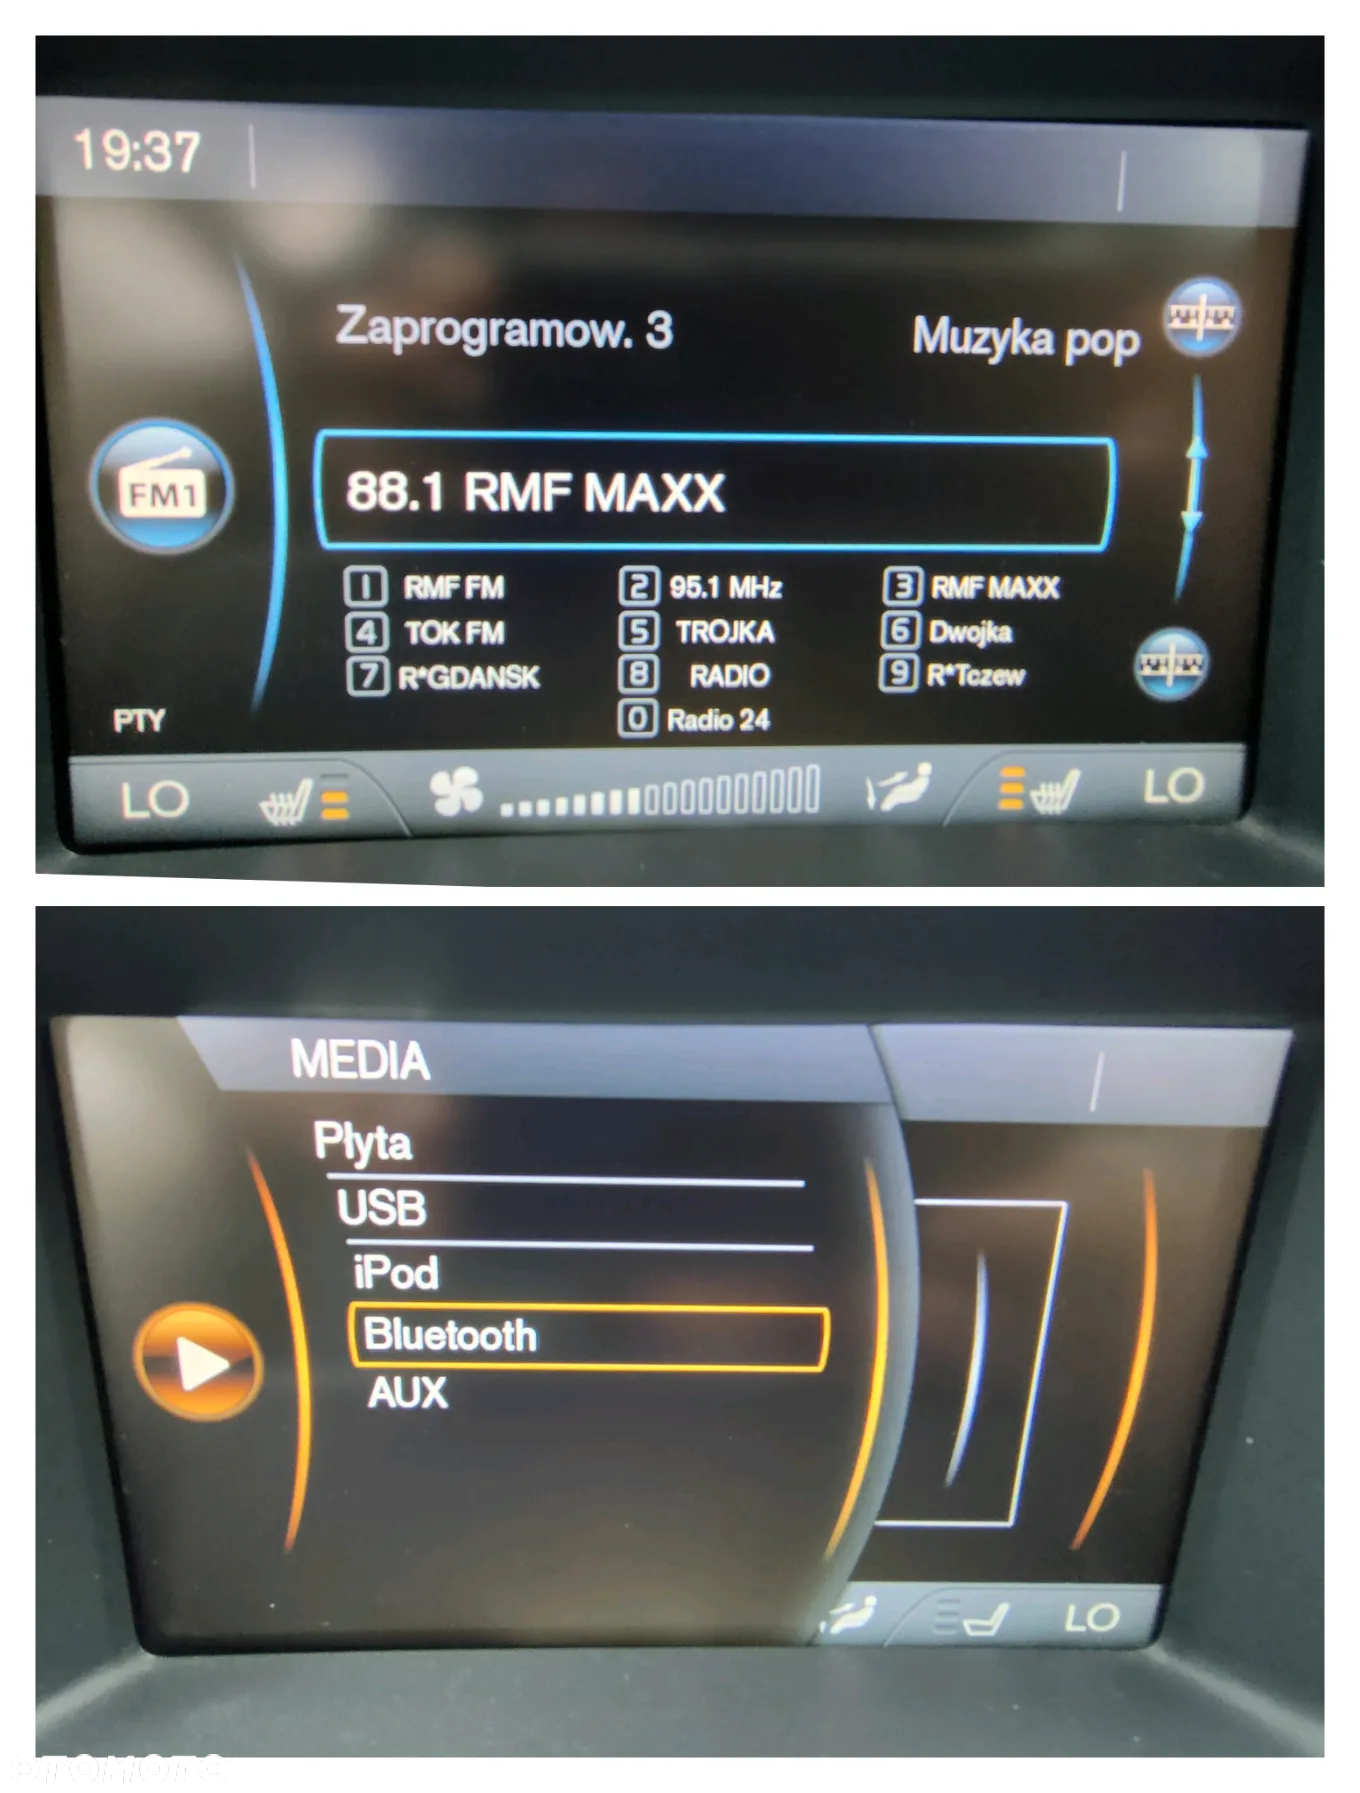 19:37
Zaprogramow. 3 Muzyka pop
FM1
88.1 RMF MAXX
1 RMF FM 2 95.1 MHz 3 RMF MAXX
4 TOK FM 5 TROJKA 6 Dwojka
7 R*GDANSK 8 RADIO 9 R*Tczew
0 Radio 24
PTY
LO LO
MEDIA
Płyta
USB
iPod
Bluetooth
AUX
LO
OTOMOTO